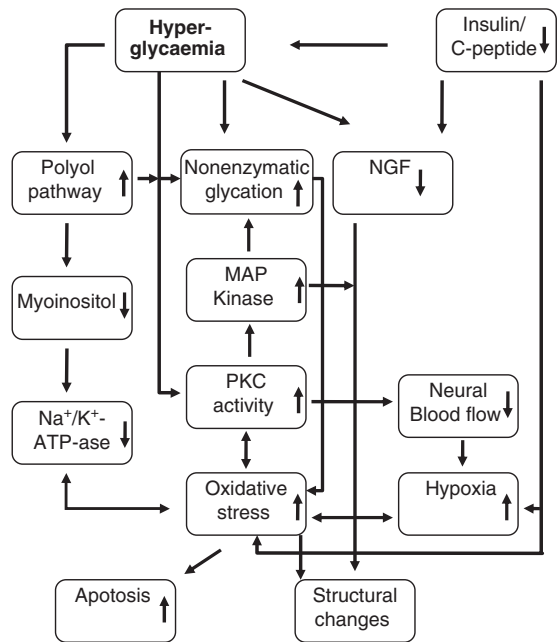 Hyper-
glycaemia
Insulin/
C-peptide
Polyol
pathway
Nonenzymatic
glycation
NGF
MAP
Kinase
Myoinositol
PKC
activity
Neural
Blood flow
Na⁺/K⁺-
ATP-ase
Oxidative
stress
Hypoxia
Apotosis
Structural
changes